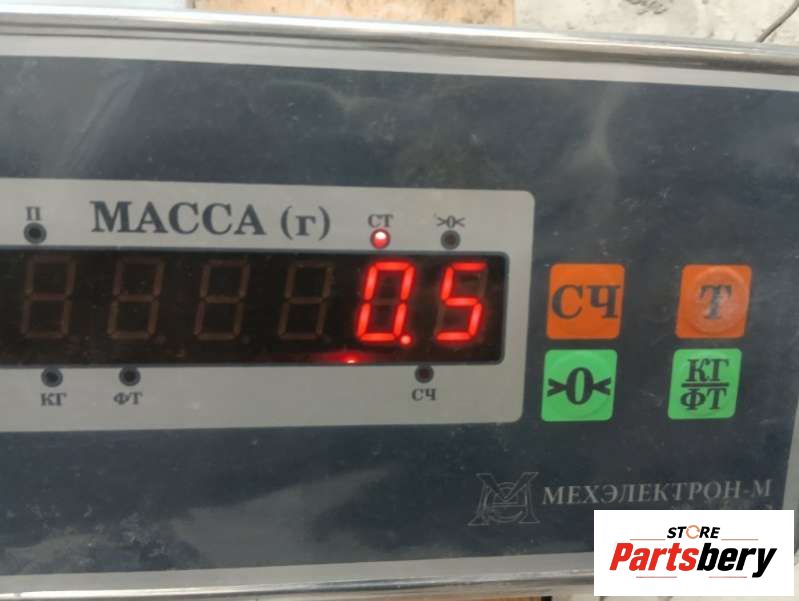 П
МАССА (г)
СТ
>0<
0.5
КГ
ФТ
СЧ
СЧ
Т
>0<
КГ
ФТ
МЕХЭЛЕКТРОН-М
STORE
Partsbery